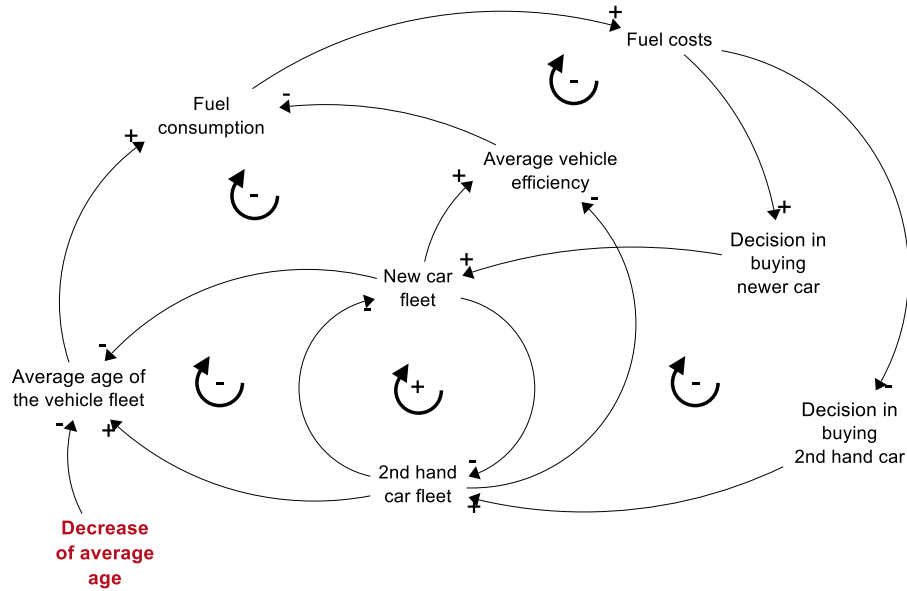 +
Fuel costs
-
-
Fuel
consumption
+
Average vehicle
efficiency
+
-
-
+
Decision in
buying
newer car
+
New car
fleet
-
-
Average age of
the vehicle fleet
-
+
-
-
Decision in
buying
2nd hand car
-
+
-
2nd hand
car fleet
+
Decrease
of average
age